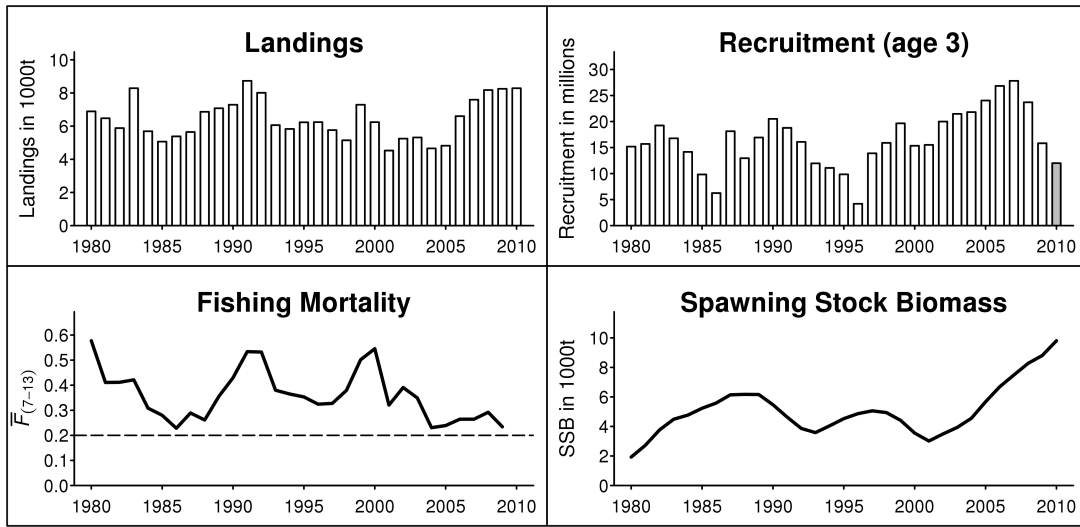 Landings
Landings in 1000t
10
8
6
4
2
0
1980 1985 1990 1995 2000 2005 2010
Recruitment (age 3)
Recruitment in millions
30
25
20
15
10
5
0
1980 1985 1990 1995 2000 2005 2010
Fishing Mortality
F̿(7−13)
0.6
0.5
0.4
0.3
0.2
0.1
0.0
1980 1985 1990 1995 2000 2005 2010
Spawning Stock Biomass
SSB in 1000t
10
8
6
4
2
0
1980 1985 1990 1995 2000 2005 2010